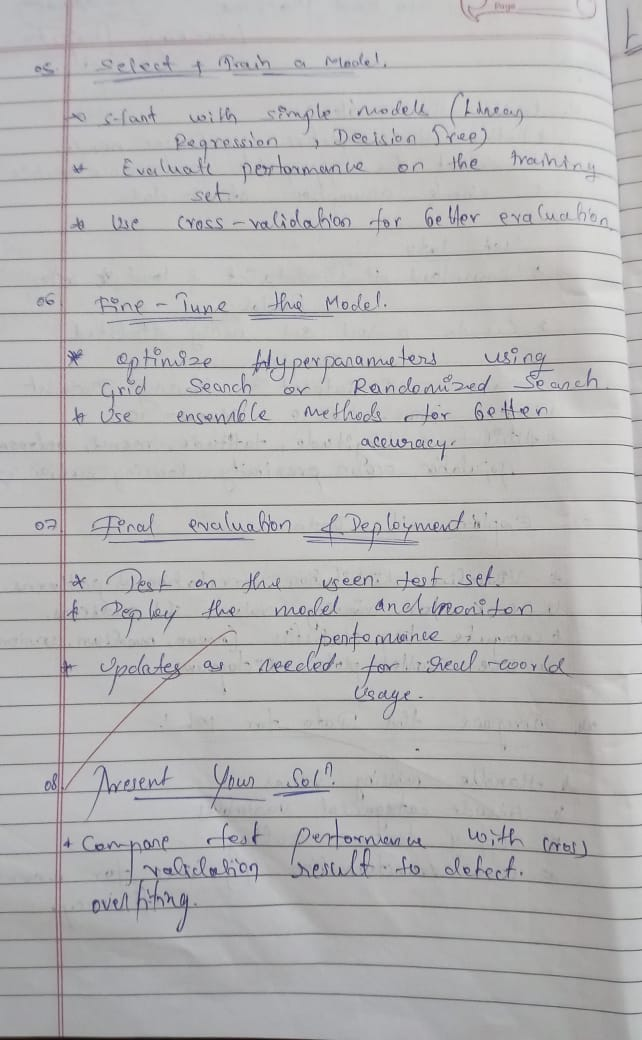 Page
05 Select & Train a Model.
* Start with simple models (Linear
Regression, Decision Tree)
* Evaluate performance on the training
set.
* Use cross-validation for better evaluation
06 Fine-Tune the Model.
* Optimize Hyperparameters using
Grid Search or Randomized Search
* Use ensemble methods for better
accuracy.
07 Final evaluation & Deployment
* Test on the useen test set.
* Deploy the model and monitor
performance
* Updates as needed for real-world
Usage.
08 Present Your Solⁿ
* Compare test performance with cross
validation result to detect.
overfiting.